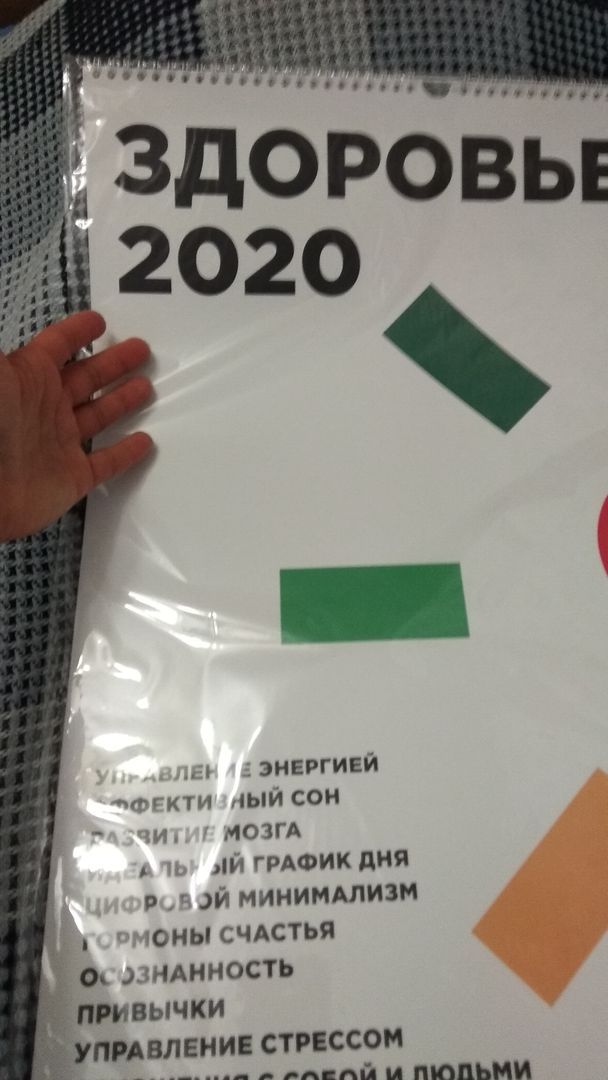 ЗДОРОВЬЕ
2020
УПРАВЛЕНИЕ ЭНЕРГИЕЙ
ЭФФЕКТИВНЫЙ СОН
РАЗВИТИЕ МОЗГА
ИДЕАЛЬНЫЙ ГРАФИК ДНЯ
ЦИФРОВОЙ МИНИМАЛИЗМ
ГОРМОНЫ СЧАСТЬЯ
ОСОЗНАННОСТЬ
ПРИВЫЧКИ
УПРАВЛЕНИЕ СТРЕССОМ
С СОБОЙ И ЛЮДЬМИ